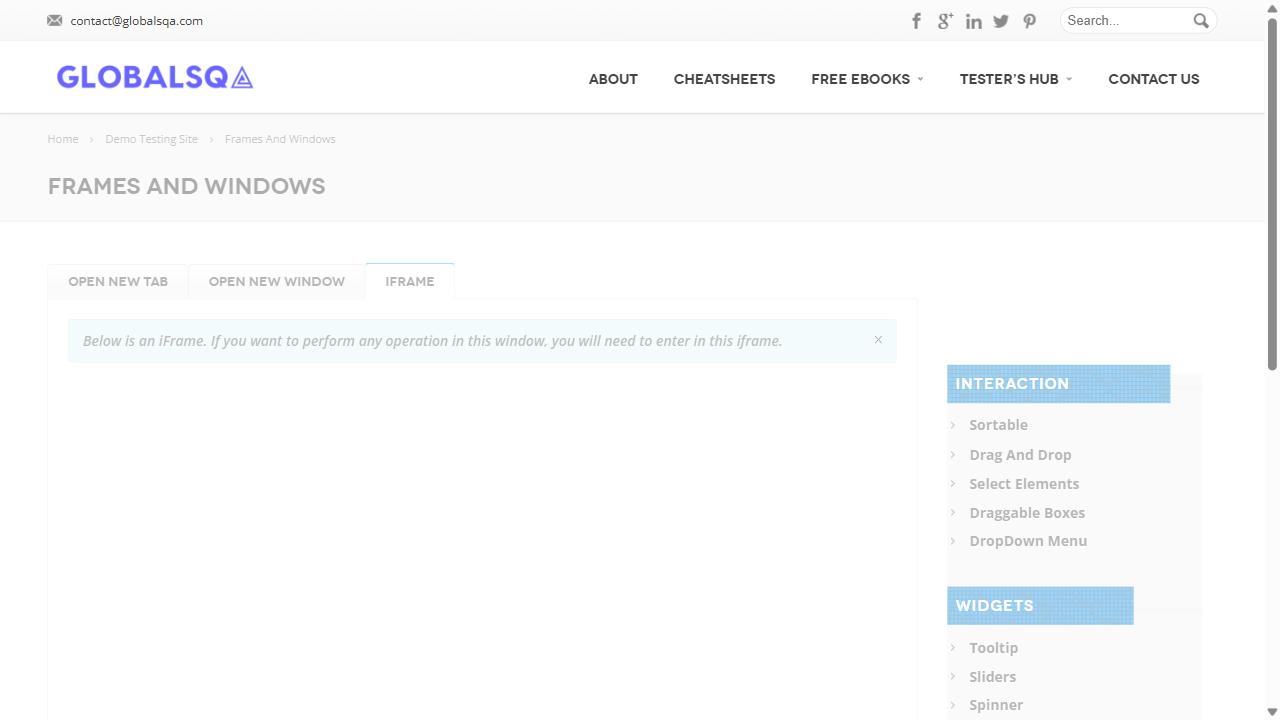 contact@globalsqa.com
Search...
GLOBALSQA
ABOUT
CHEATSHEETS
FREE EBOOKS
TESTER'S HUB
CONTACT US
Home › Demo Testing Site › Frames And Windows
FRAMES AND WINDOWS
OPEN NEW TAB
OPEN NEW WINDOW
IFRAME
Below is an iFrame. If you want to perform any operation in this window, you will need to enter in this iframe.
INTERACTION
Sortable
Drag And Drop
Select Elements
Draggable Boxes
DropDown Menu
WIDGETS
Tooltip
Sliders
Spinner